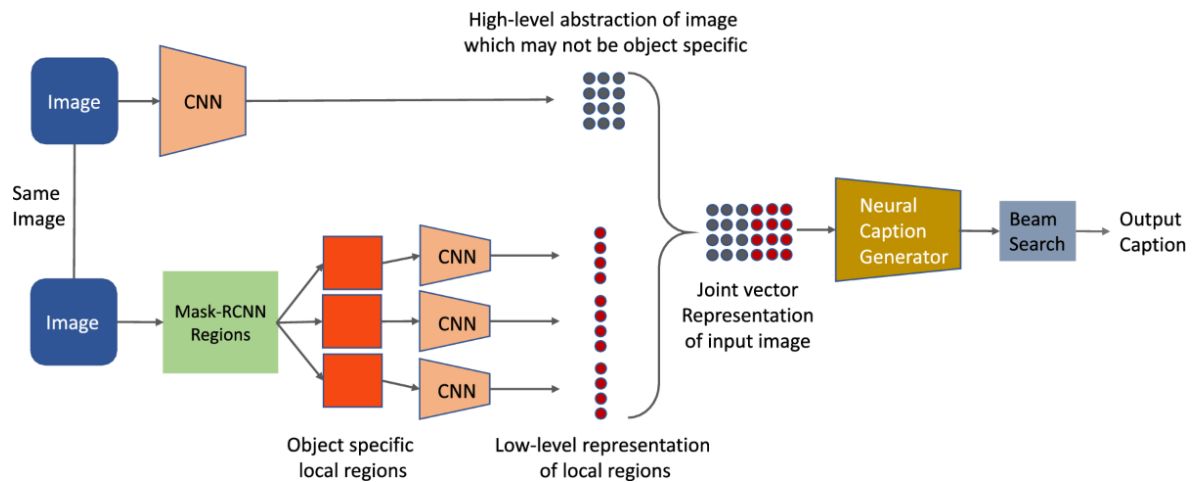 High-level abstraction of image
which may not be object specific
Image
CNN
Same
Image
Image
Mask-RCNN
Regions
CNN
CNN
CNN
Object specific
local regions
Low-level representation
of local regions
Joint vector
Representation
of input image
Neural
Caption
Generator
Beam
Search
Output
Caption